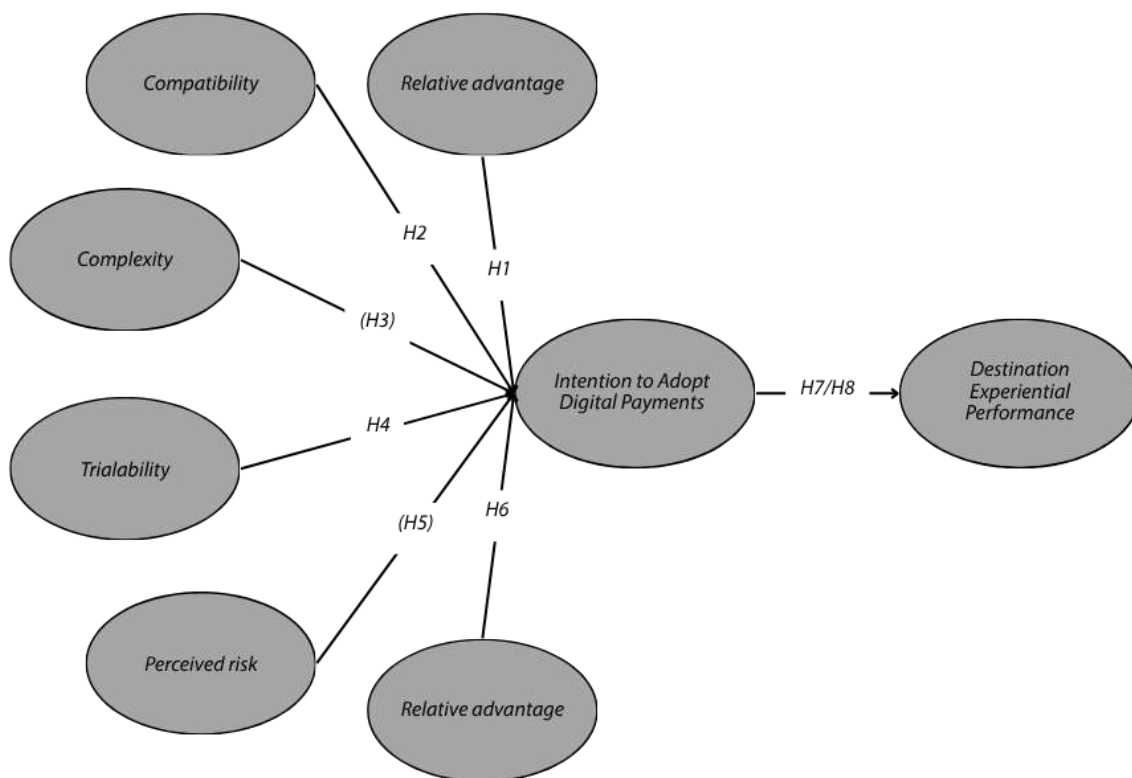 Compatibility
Relative advantage
H2
H1
Complexity
(H3)
Intention to Adopt
Digital Payments
H7/H8
Destination
Experiential
Performance
H4
Trialability
H6
(H5)
Perceived risk
Relative advantage